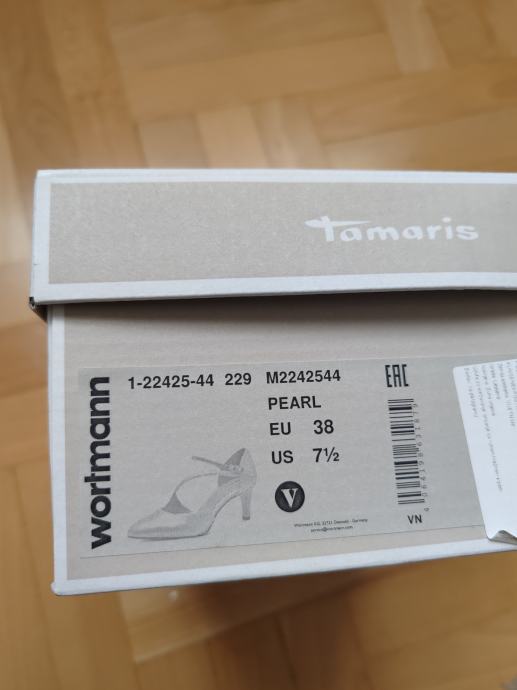 Tamaris
wortmann
1-22425-44 229 M2242544
PEARL
EU 38
US 7½
V
EAC
VN